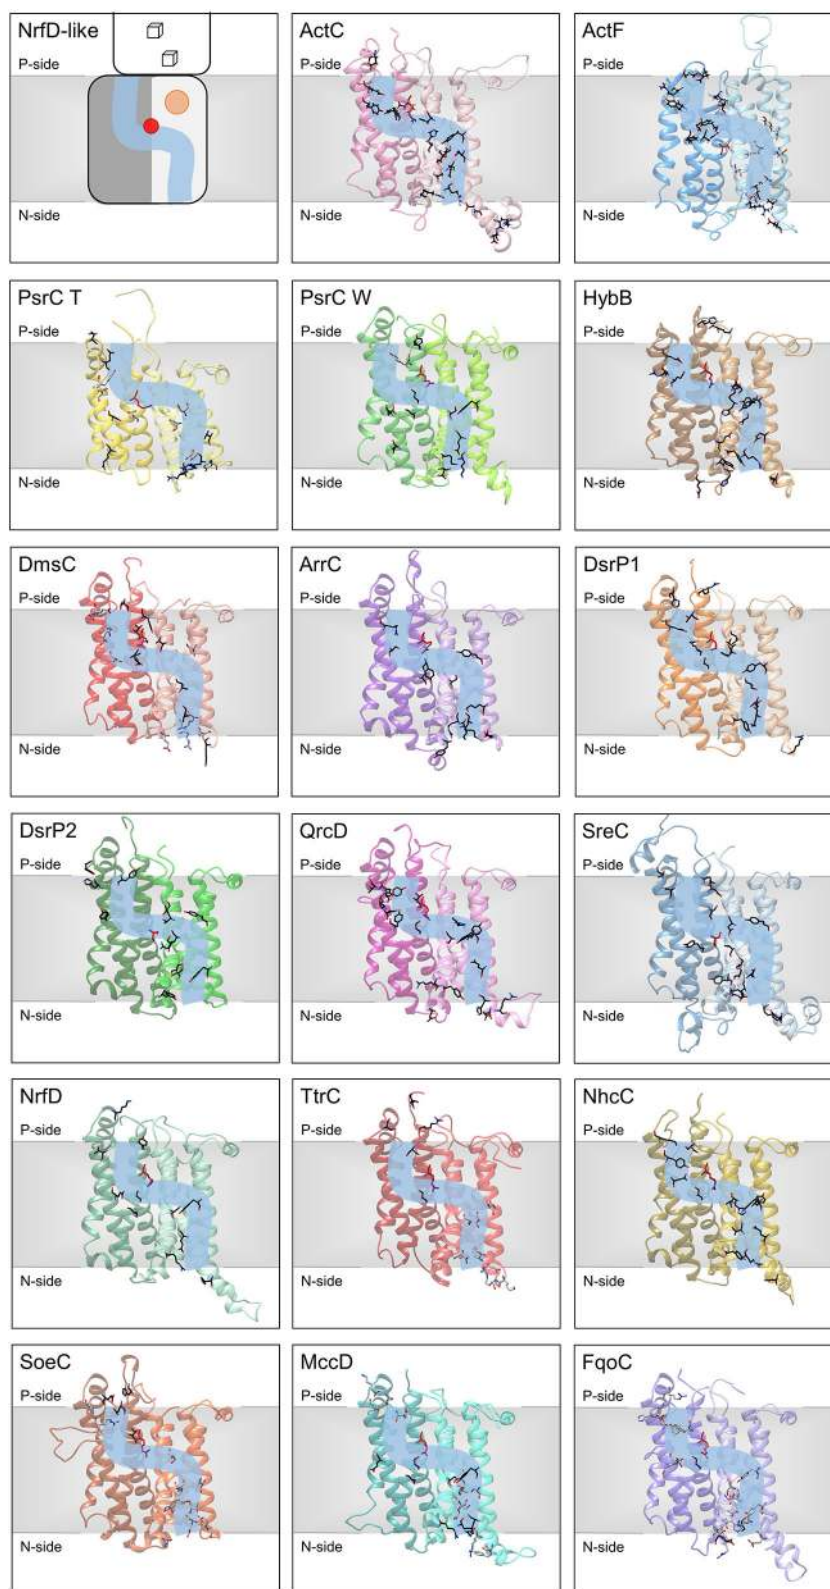 NrfD-like
P-side
N-side
ActC
P-side
N-side
ActF
P-side
N-side
PsrC T
P-side
N-side
PsrC W
P-side
N-side
HybB
P-side
N-side
DmsC
P-side
N-side
ArrC
P-side
N-side
DsrP1
P-side
N-side
DsrP2
P-side
N-side
QrcD
P-side
N-side
SreC
P-side
N-side
NrfD
P-side
N-side
TtrC
P-side
N-side
NhcC
P-side
N-side
SoeC
P-side
N-side
MccD
P-side
N-side
FqoC
P-side
N-side